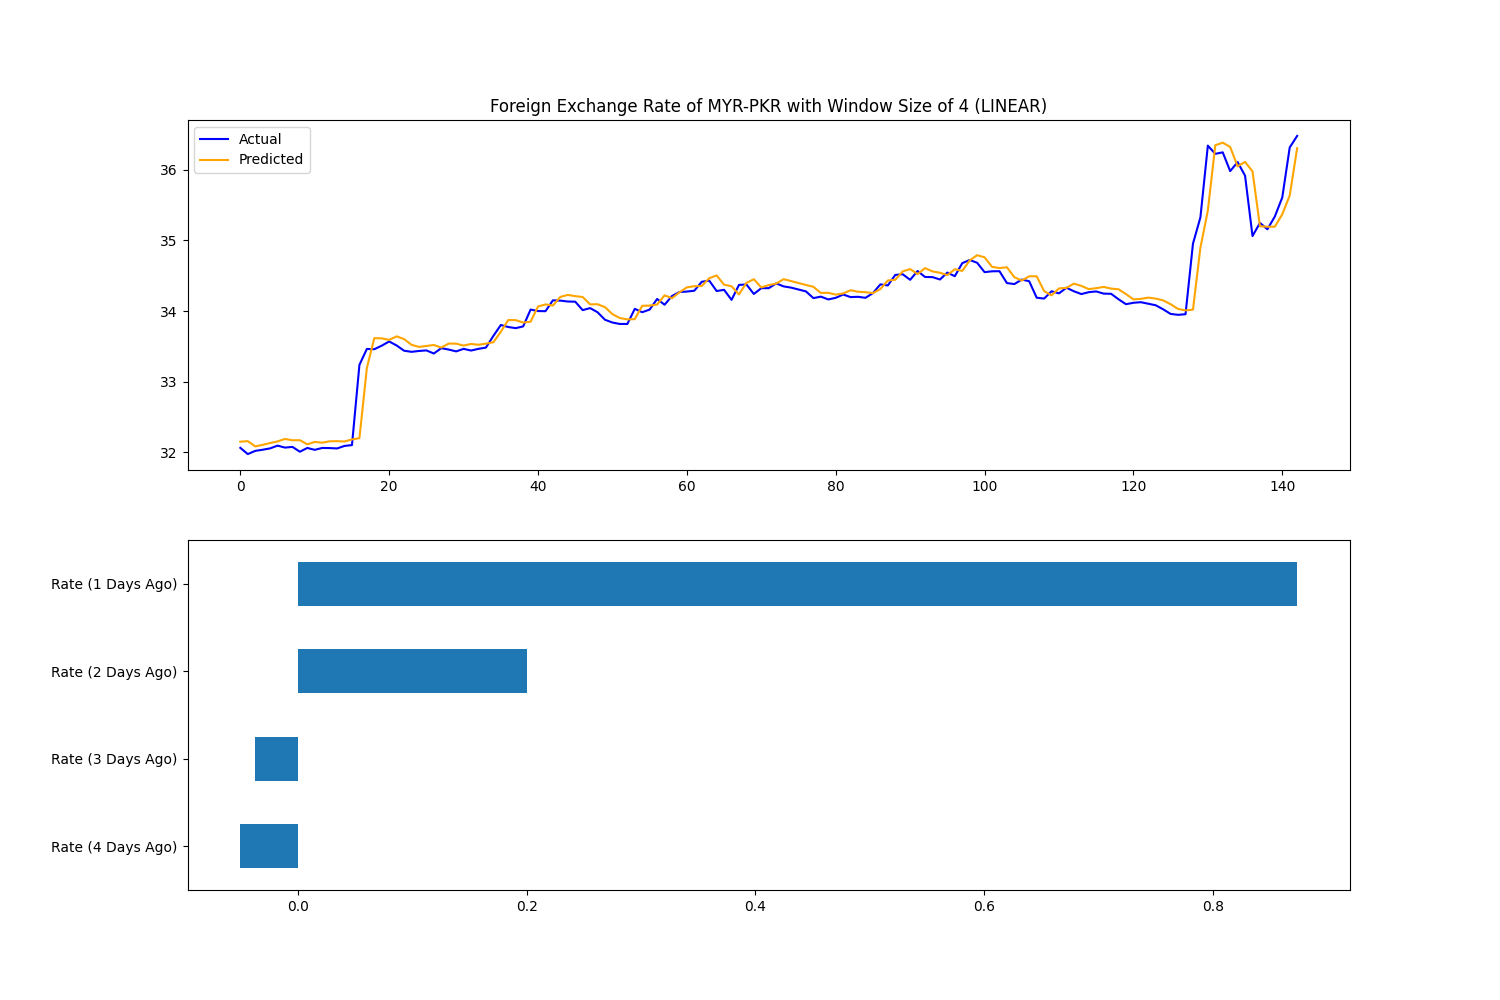 Foreign Exchange Rate of MYR-PKR with Window Size of 4 (LINEAR)
Actual
Predicted
36
35
34
33
32
0 20 40 60 80 100 120 140
Rate (1 Days Ago)
Rate (2 Days Ago)
Rate (3 Days Ago)
Rate (4 Days Ago)
0.0 0.2 0.4 0.6 0.8